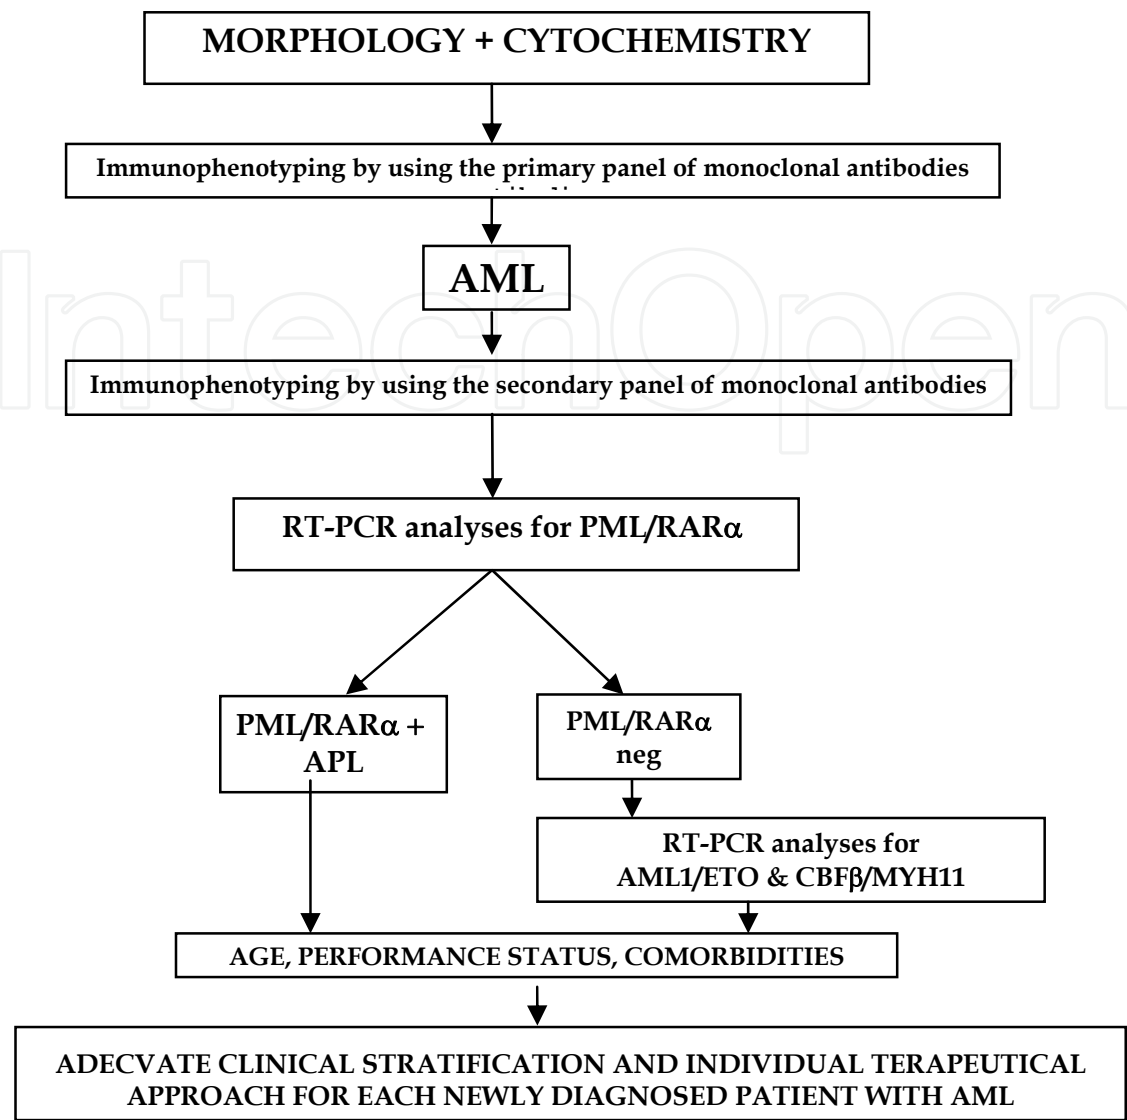 MORPHOLOGY + CYTOCHEMISTRY
Immunophenotyping by using the primary panel of monoclonal antibodies
AML
Immunophenotyping by using the secondary panel of monoclonal antibodies
RT-PCR analyses for PML/RARα
PML/RARα +
APL
PML/RARα
neg
RT-PCR analyses for
AML1/ETO & CBFβ/MYH11
AGE, PERFORMANCE STATUS, COMORBIDITIES
ADECVATE CLINICAL STRATIFICATION AND INDIVIDUAL TERAPEUTICAL
APPROACH FOR EACH NEWLY DIAGNOSED PATIENT WITH AML
IntechOpen